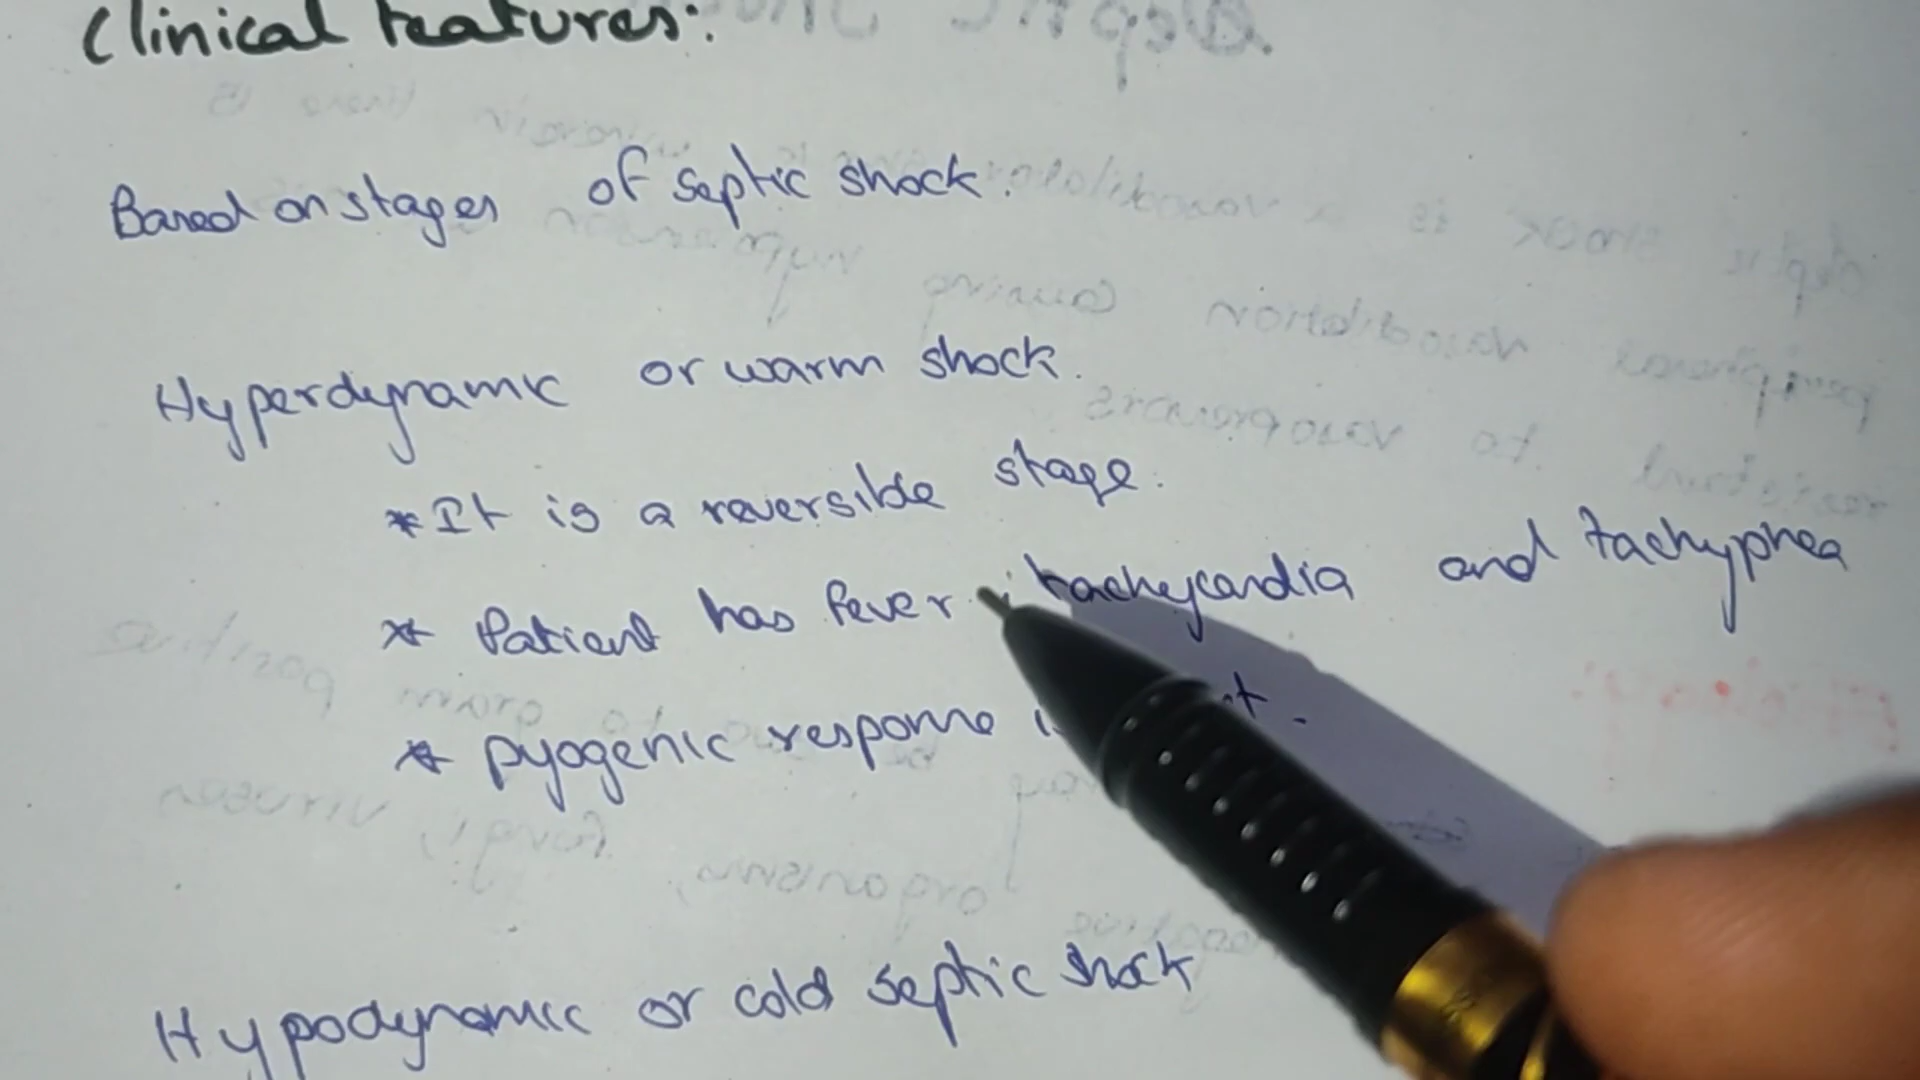 Clinical features:
Based on stages of septic shock.
Hyperdynamic or warm shock.
* It is a reversible stage.
* Patient has fever, tachycardia and tachypnea
* pyogenic response
Hypodynamic or cold septic shock